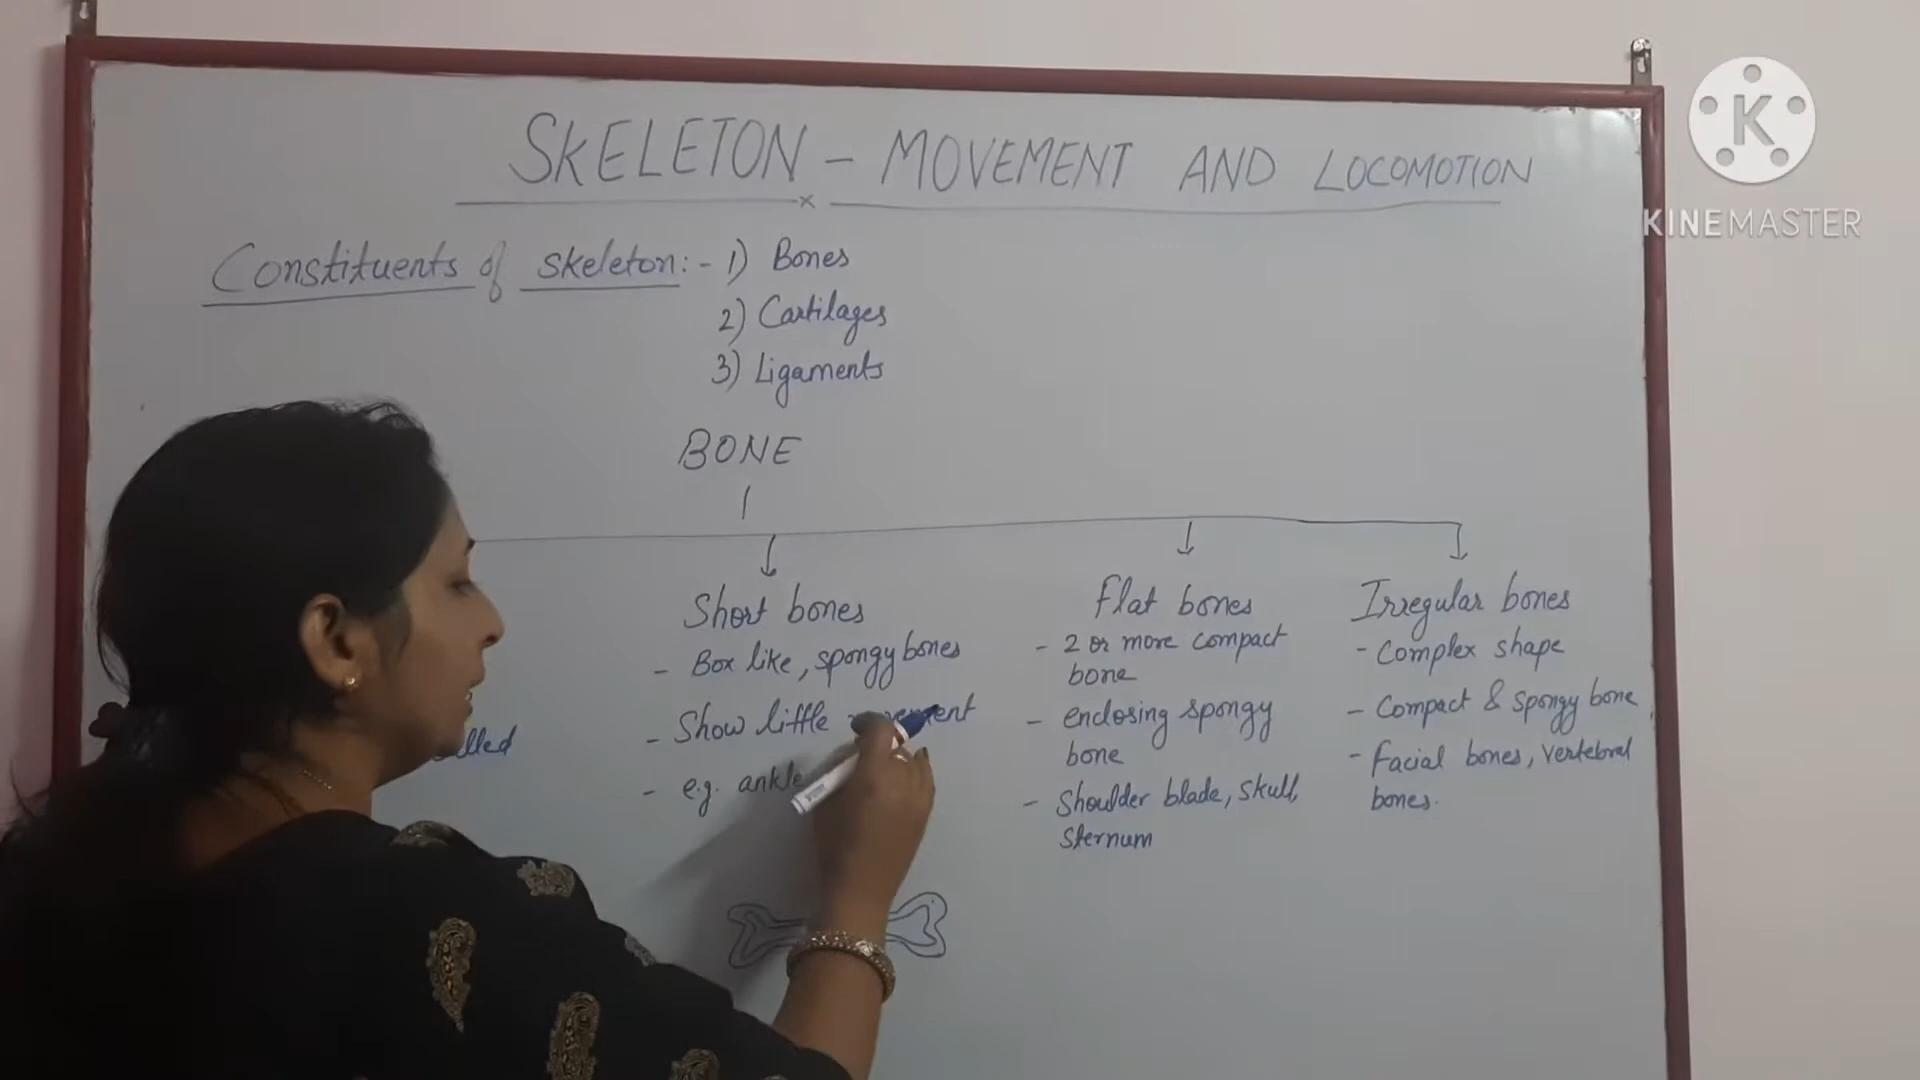 SKELETON - MOVEMENT AND LOCOMOTION
Constituents of skeleton:- 1) Bones
2) Cartilages
3) Ligaments
BONE
Short bones
- Box like, spongy bones
- Show little movement
- e.g. ankle
Flat bones
- 2 or more compact
bone
- enclosing spongy
bone
- Shoulder blade, skull,
Sternum
Irregular bones
- Complex shape
- Compact & spongy bone
- Facial bones, vertebral
bones.
K
KINEMASTER